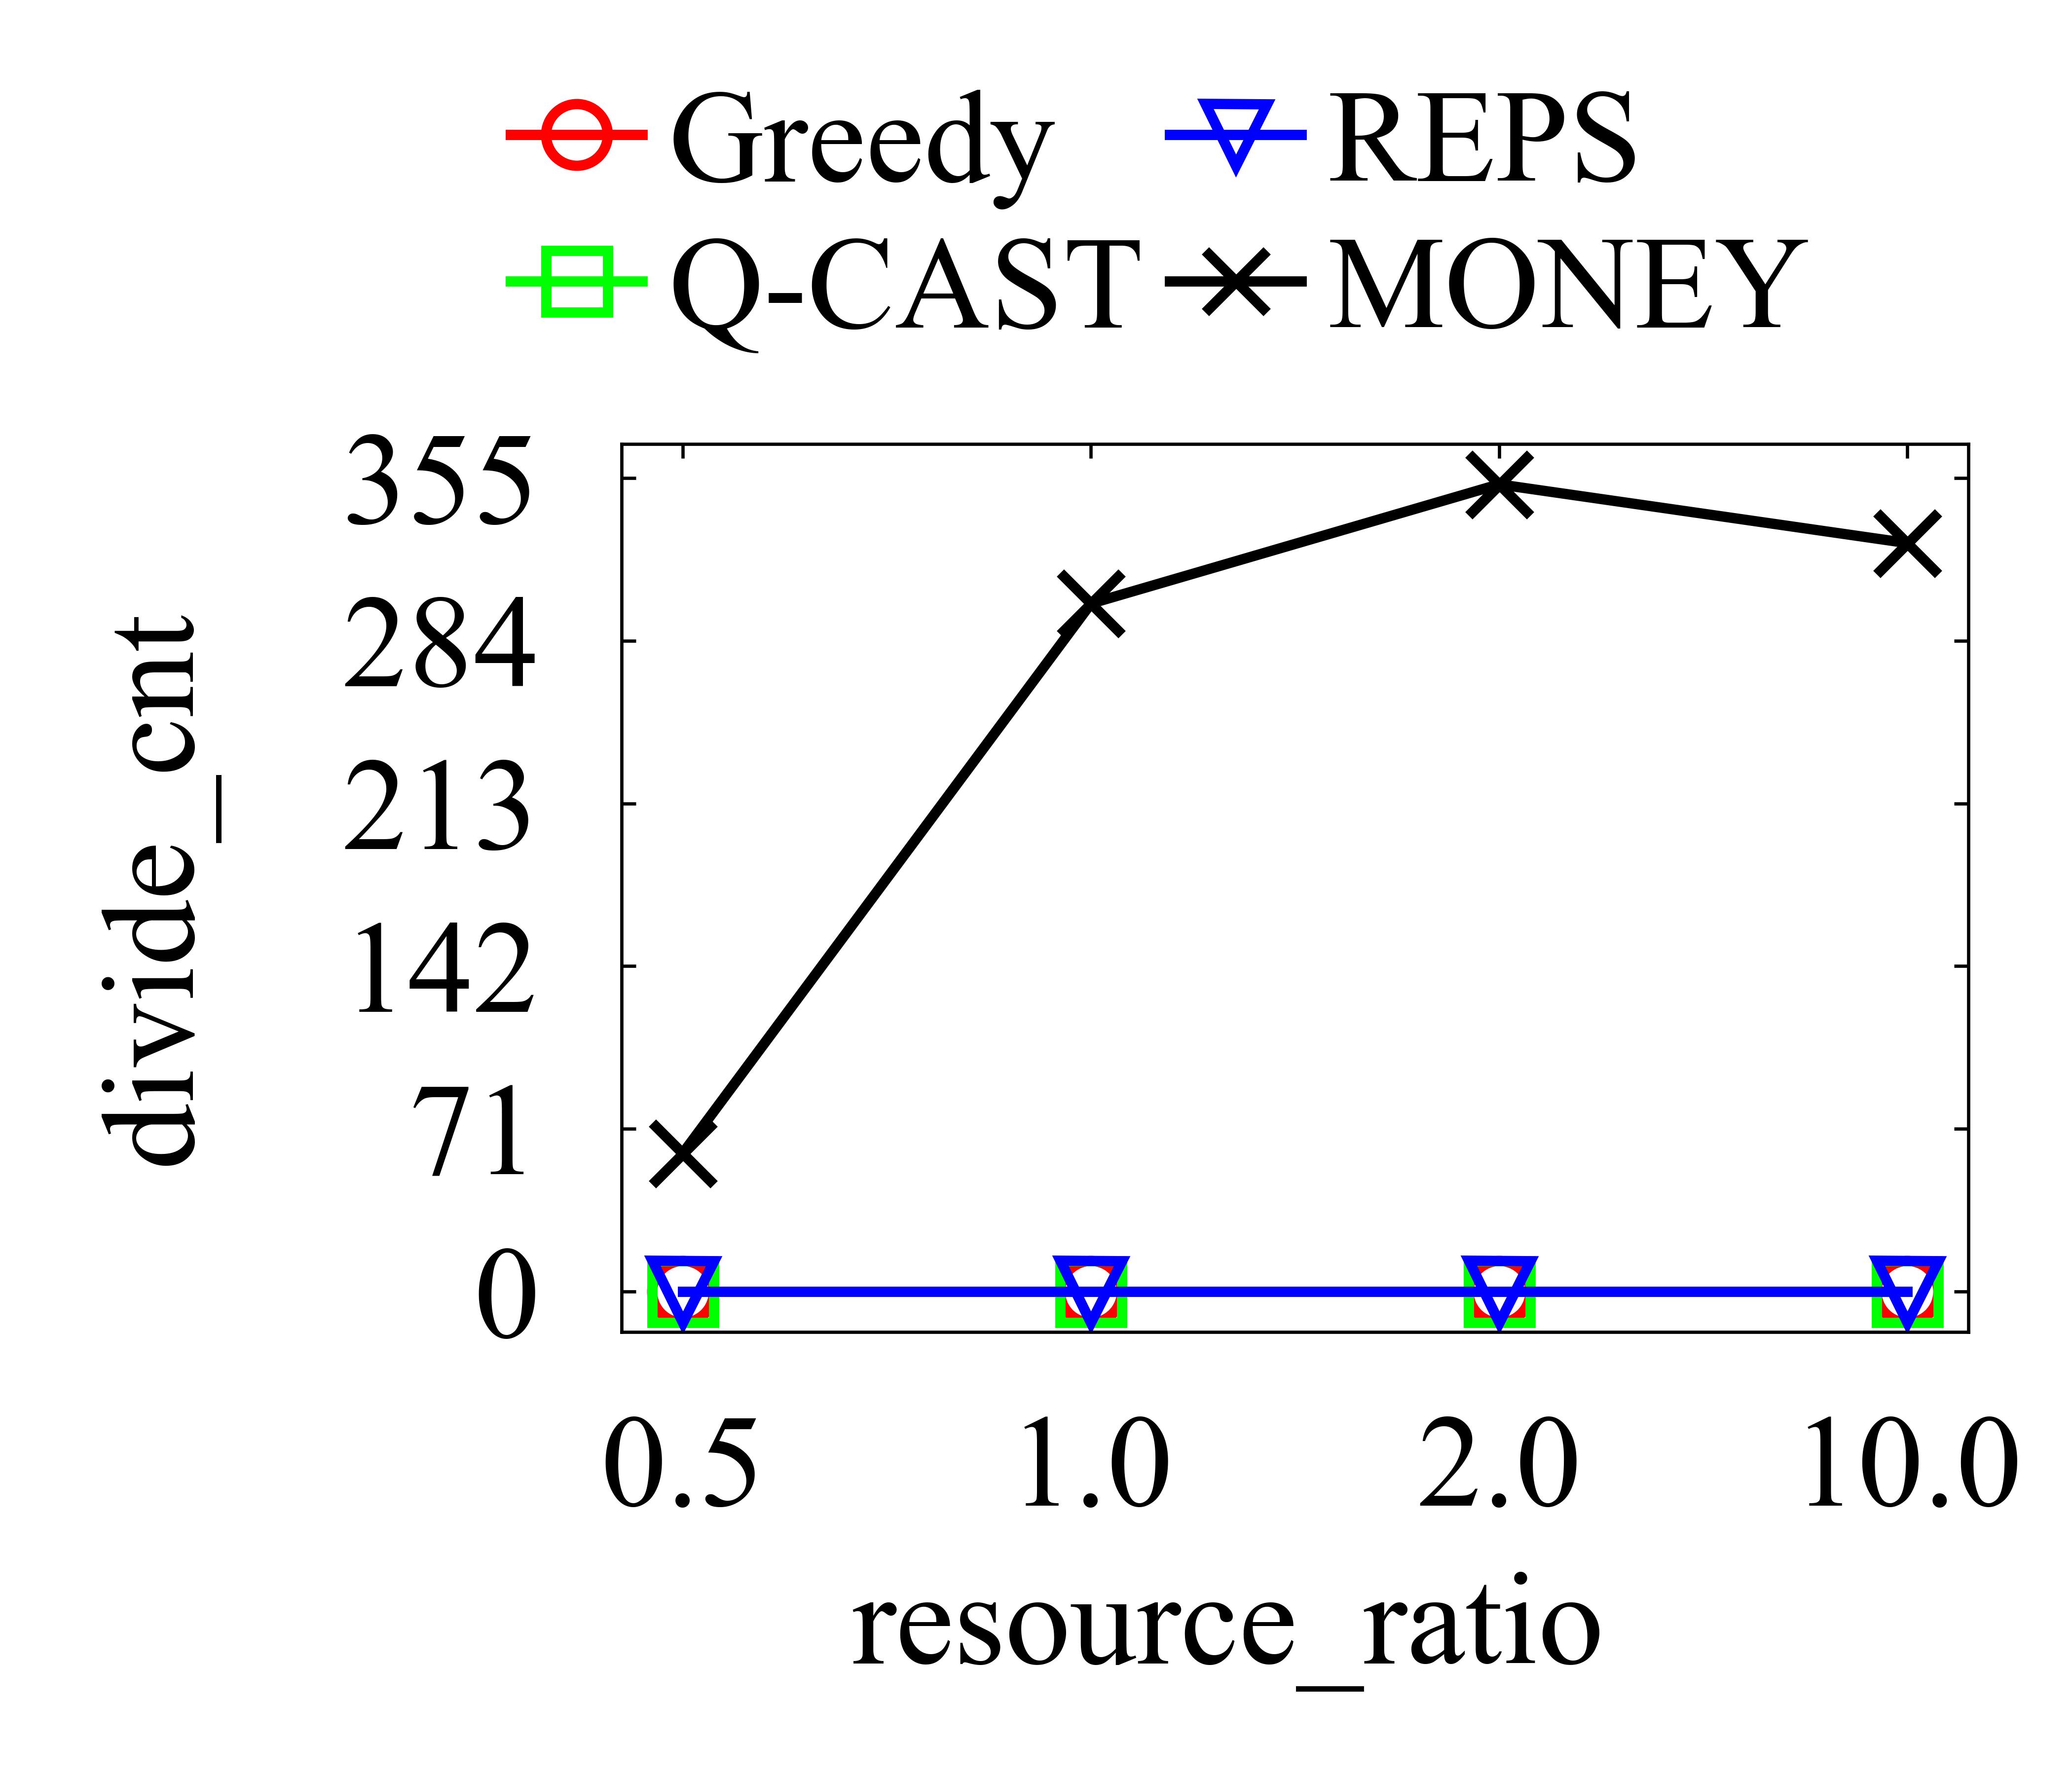 Greedy REPS
Q-CAST MONEY
355
284
213
142
71
0
divide_cnt
0.5 1.0 2.0 10.0
resource_ratio